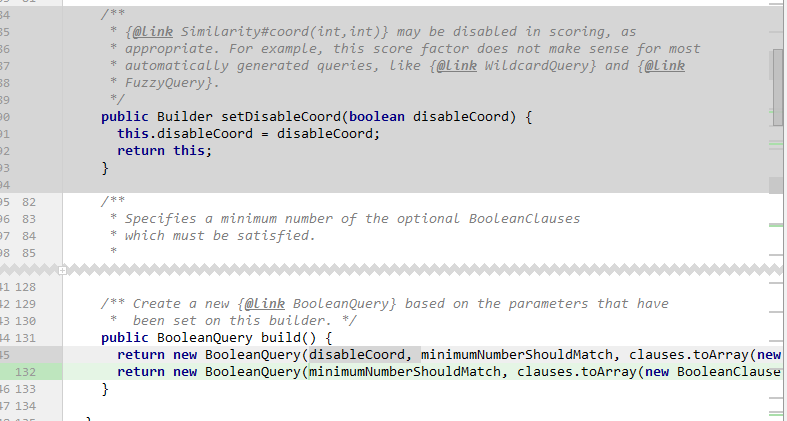 84 /**
85 * {@link Similarity#coord(int,int)} may be disabled in scoring, as
86 * appropriate. For example, this score factor does not make sense for most
87 * automatically generated queries, like {@link WildcardQuery} and {@link
88 * FuzzyQuery}.
89 */
90 public Builder setDisableCoord(boolean disableCoord) {
91 this.disableCoord = disableCoord;
92 return this;
93 }
94
95 82 /**
96 83 * Specifies a minimum number of the optional BooleanClauses
97 84 * which must be satisfied.
98 85 *
41 128
42 129 /** Create a new {@link BooleanQuery} based on the parameters that have
43 130 * been set on this builder. */
44 131 public BooleanQuery build() {
45 return new BooleanQuery(disableCoord, minimumNumberShouldMatch, clauses.toArray(new
132 return new BooleanQuery(minimumNumberShouldMatch, clauses.toArray(new BooleanClause
46 133 }
47 134